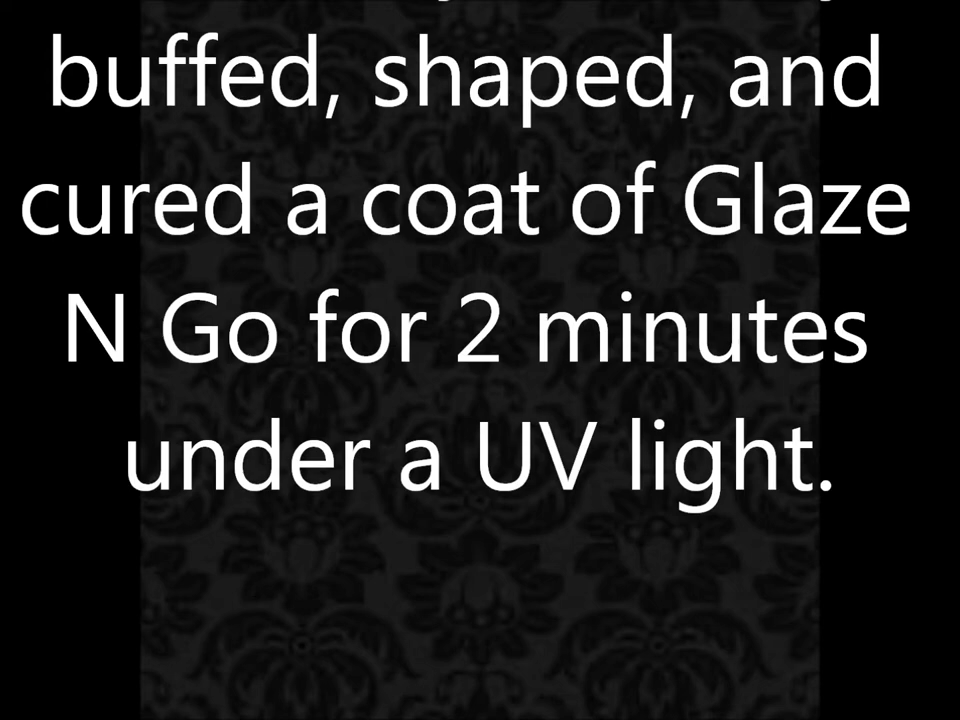 buffed, shaped, and
cured a coat of Glaze
N Go for 2 minutes
under a UV light.